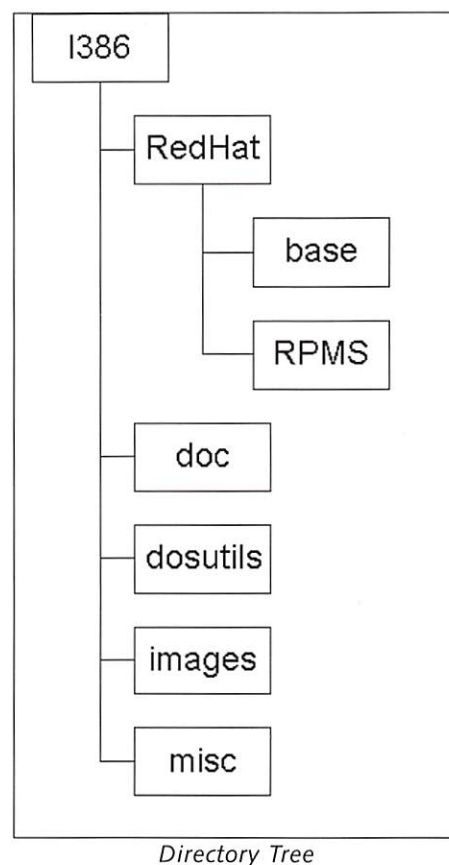 I386
RedHat
base
RPMS
doc
dosutils
images
misc
Directory Tree